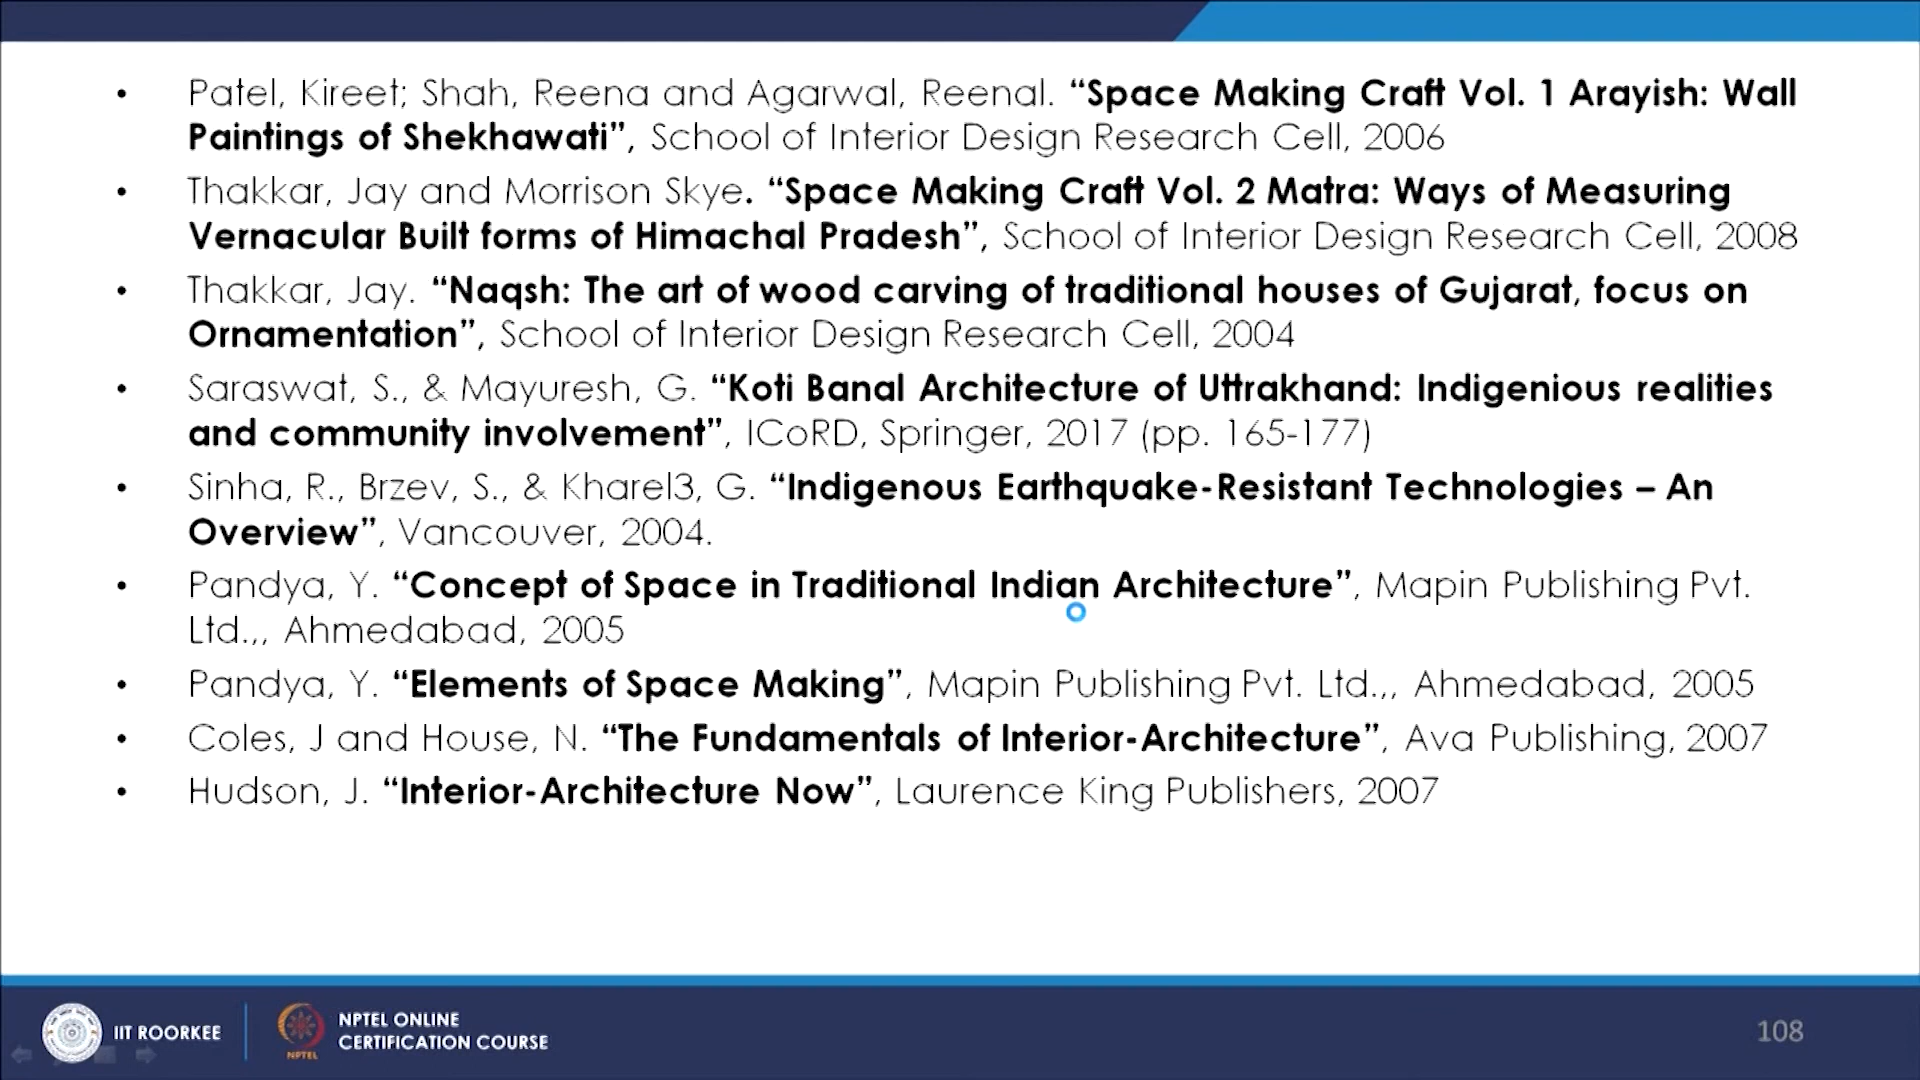 • Patel, Kireet; Shah, Reena and Agarwal, Reenal. “Space Making Craft Vol. 1 Arayish: Wall
Paintings of Shekhawati”, School of Interior Design Research Cell, 2006
• Thakkar, Jay and Morrison Skye. “Space Making Craft Vol. 2 Matra: Ways of Measuring
Vernacular Built forms of Himachal Pradesh”, School of Interior Design Research Cell, 2008
• Thakkar, Jay. “Naqsh: The art of wood carving of traditional houses of Gujarat, focus on
Ornamentation”, School of Interior Design Research Cell, 2004
• Saraswat, S., & Mayuresh, G. “Koti Banal Architecture of Uttrakhand: Indigenious realities
and community involvement”, ICoRD, Springer, 2017 (pp. 165-177)
• Sinha, R., Brzev, S., & Kharel3, G. “Indigenous Earthquake-Resistant Technologies – An
Overview”, Vancouver, 2004.
• Pandya, Y. “Concept of Space in Traditional Indian Architecture”, Mapin Publishing Pvt.
Ltd.,, Ahmedabad, 2005
• Pandya, Y. “Elements of Space Making”, Mapin Publishing Pvt. Ltd.,, Ahmedabad, 2005
• Coles, J and House, N. “The Fundamentals of Interior-Architecture”, Ava Publishing, 2007
• Hudson, J. “Interior-Architecture Now”, Laurence King Publishers, 2007
IIT ROORKEE
NPTEL
NPTEL ONLINE
CERTIFICATION COURSE
108